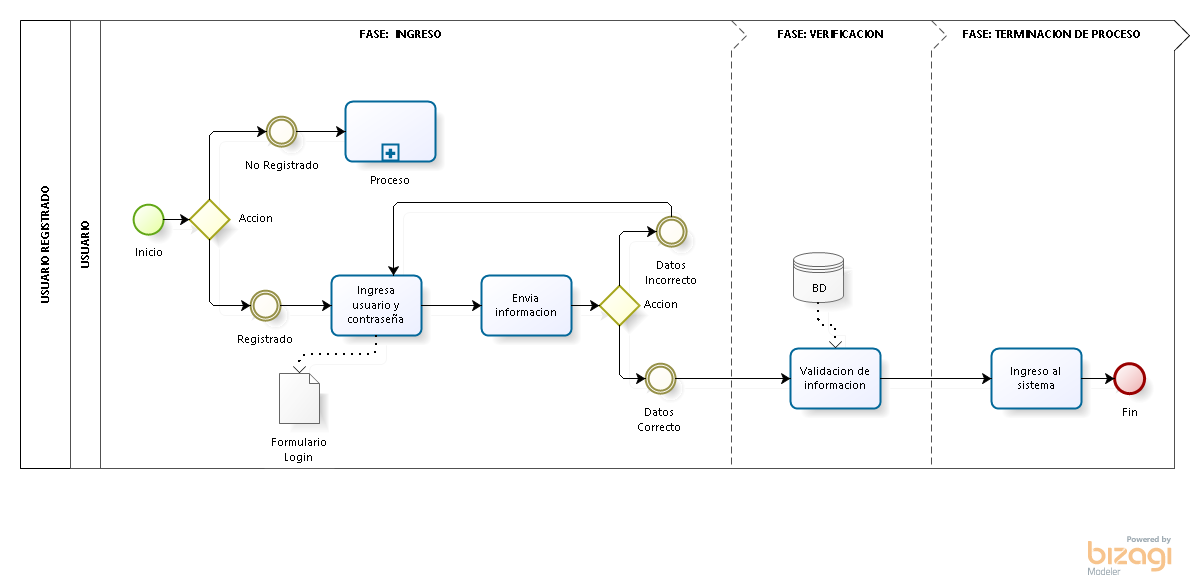 FASE: INGRESO
FASE: VERIFICACION
FASE: TERMINACION DE PROCESO
USUARIO REGISTRADO
USUARIO
No Registrado
Proceso
Inicio
Accion
Registrado
Ingresa
usuario y
contraseña
Formulario
Login
Envia
informacion
Datos
Incorrecto
Accion
Datos
Correcto
BD
Validacion de
informacion
Ingreso al
sistema
Fin
Powered by
bizagi
Modeler